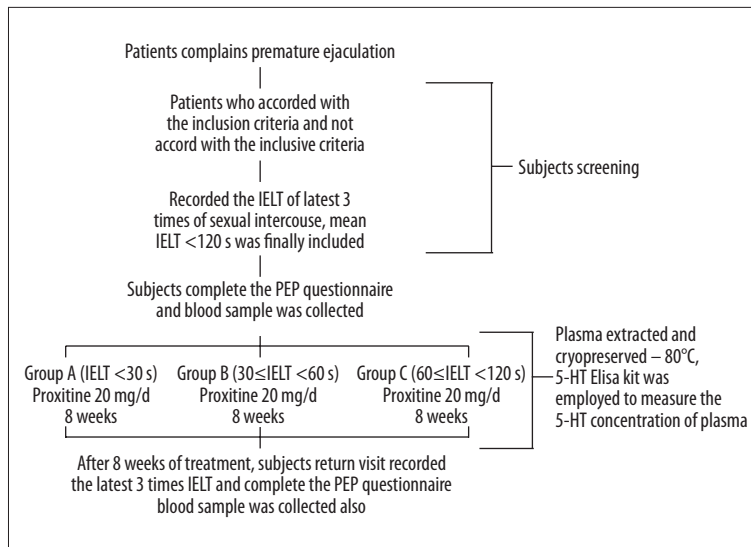 Patients complains premature ejaculation
Patients who accorded with
the inclusion criteria and not
accord with the inclusive criteria
Subjects screening
Recorded the IELT of latest 3
times of sexual intercouse, mean
IELT <120 s was finally included
Subjects complete the PEP questionnaire
and blood sample was collected
Group A (IELT <30 s)
Proxitine 20 mg/d
8 weeks
Group B (30≤IELT <60 s)
Proxitine 20 mg/d
8 weeks
Group C (60≤IELT <120 s)
Proxitine 20 mg/d
8 weeks
Plasma extracted and
cryopreserved – 80°C,
5-HT Elisa kit was
employed to measure the
5-HT concentration of plasma
After 8 weeks of treatment, subjects return visit recorded
the latest 3 times IELT and complete the PEP questionnaire
blood sample was collected also